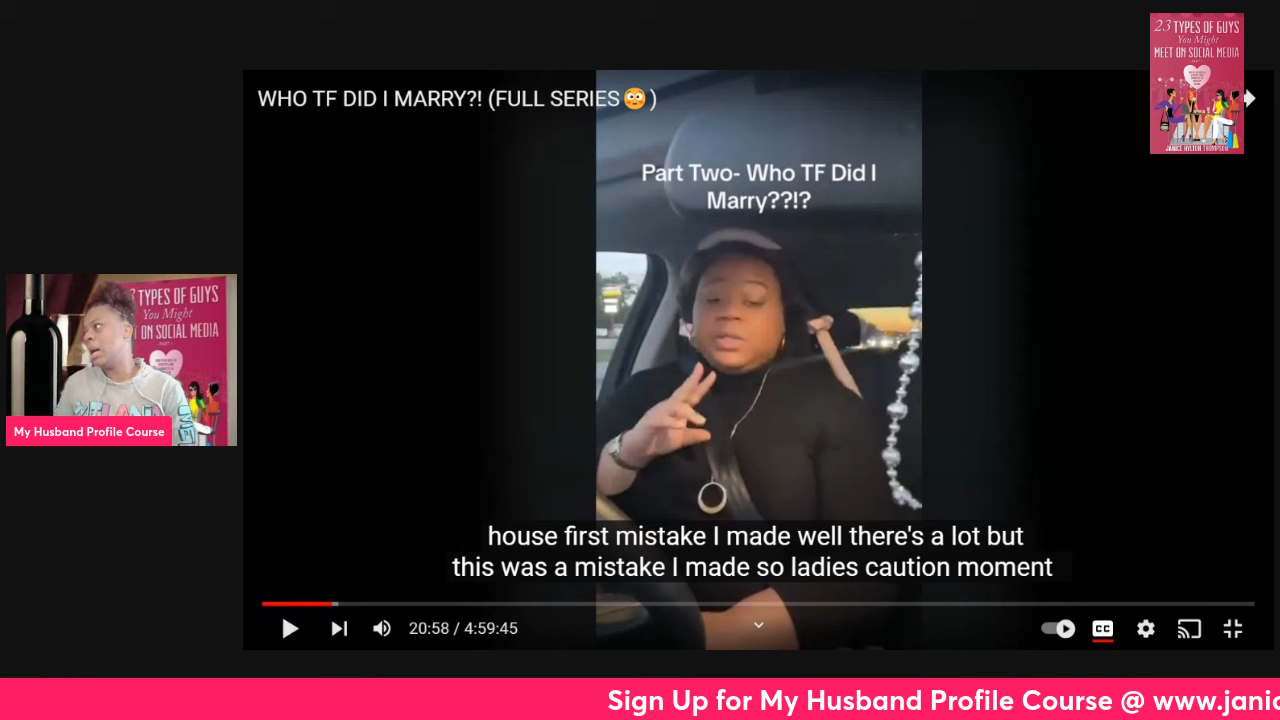 23 TYPES OF GUYS
You Might
MEET ON SOCIAL MEDIA
JANICE HYLTON THOMPSON
WHO TF DID I MARRY?! (FULL SERIES😳)
Part Two- Who TF Did I
Marry??!?
TYPES OF GUYS
You Might
ON SOCIAL MEDIA
My Husband Profile Course
house first mistake I made well there's a lot but
this was a mistake I made so ladies caution moment
20:58 / 4:59:45
CC
Sign Up for My Husband Profile Course @ www.janic